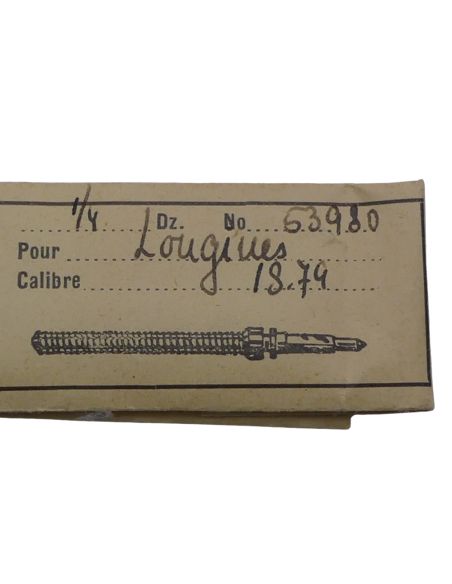 1/4 Dz. No 53980
Pour Longines
Calibre 18.79